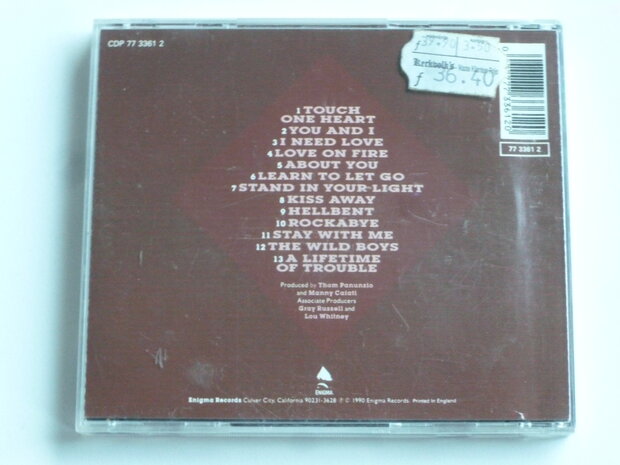 CDP 77 3361 2
ƒ 36.40
77 3361 2
1 TOUCH
ONE HEART
2 YOU AND I
3 I NEED LOVE
4 LOVE ON FIRE
5 ABOUT YOU
6 LEARN TO LET GO
7 STAND IN YOUR LIGHT
8 KISS AWAY
9 HELLBENT
10 ROCKABYE
11 STAY WITH ME
12 THE WILD BOYS
13 A LIFETIME
OF TROUBLE
Produced by Thom Panunzio
and Manny Caiati
Associate Producers
Gray Russell and
Lou Whitney
ENIGMA
Enigma Records Culver City, California 90231-3628 ℗ © 1990 Enigma Records. Printed in England